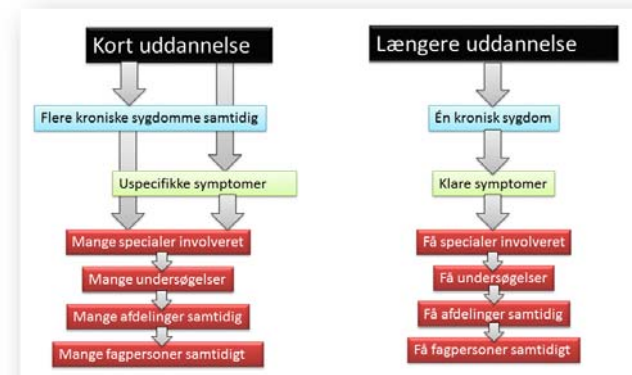 Kort uddannelse
Flere kroniske sygdomme samtidig
Uspecifikke symptomer
Mange specialer involveret
Mange undersøgelser
Mange afdelinger samtidig
Mange fagpersoner samtidigt
Længere uddannelse
Én kronisk sygdom
Klare symptomer
Få specialer involveret
Få undersøgelser
Få afdelinger samtidig
Få fagpersoner samtidigt